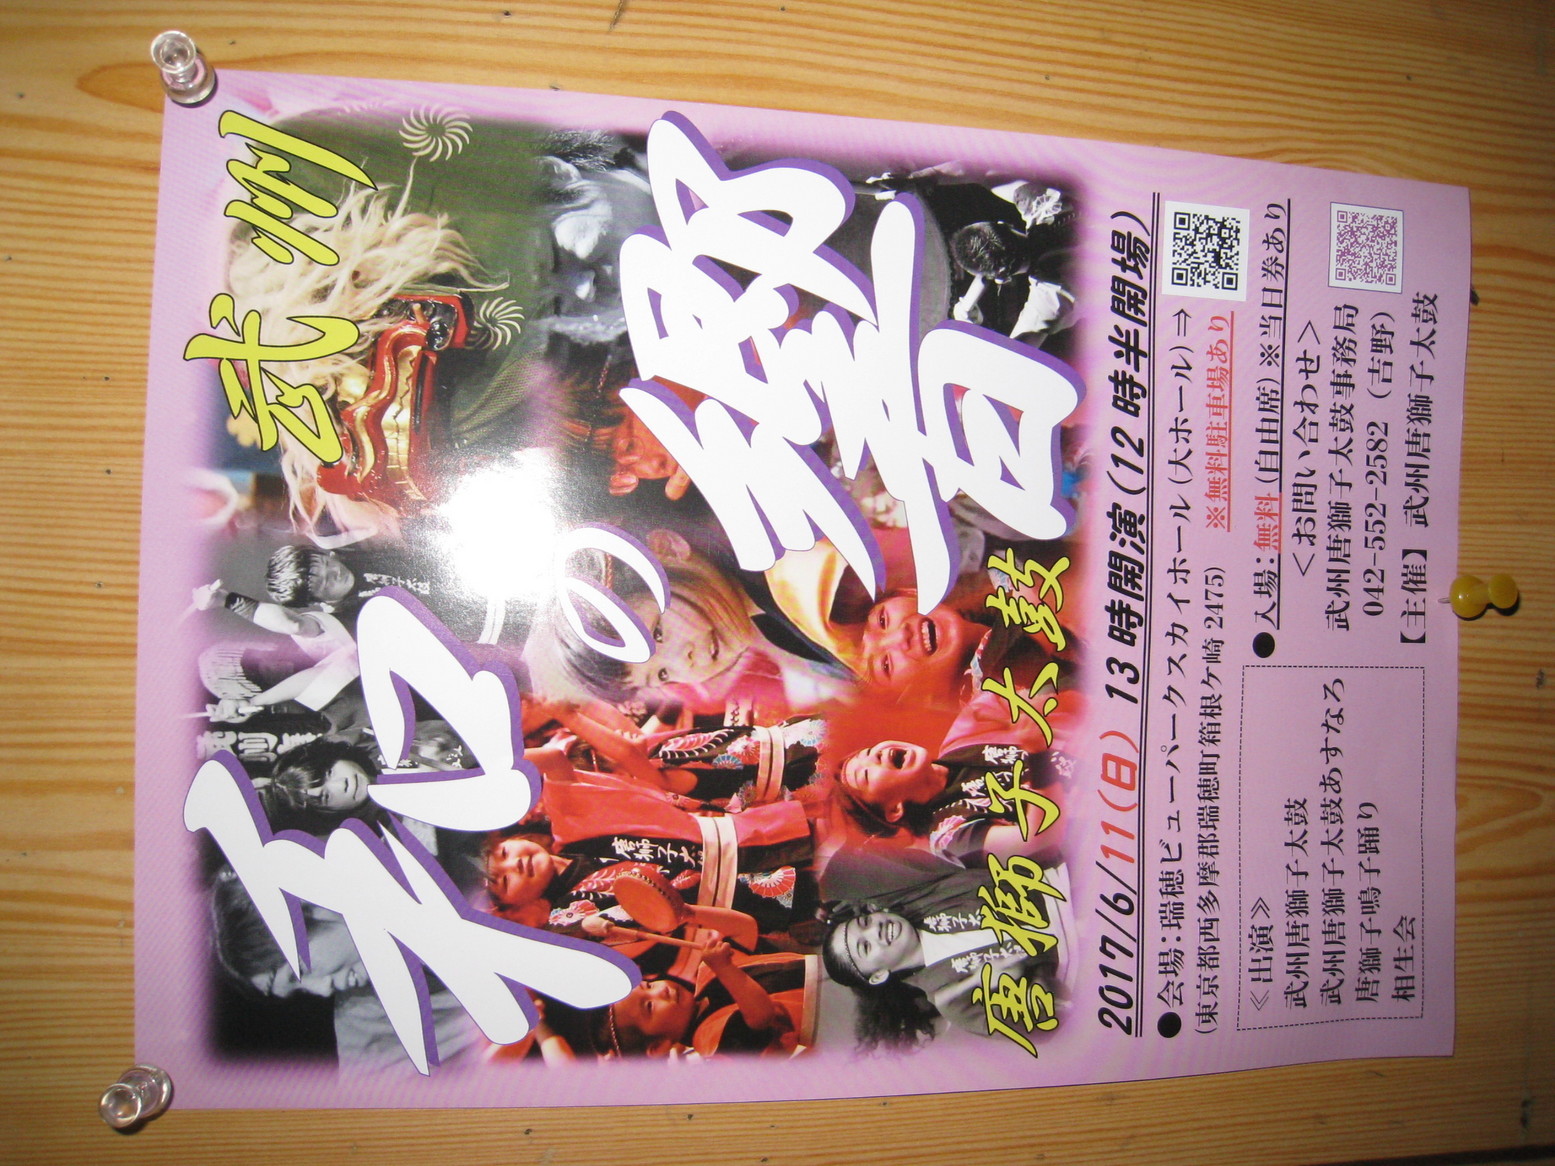 武州
和の響
唐獅子太鼓
2017/6/11(日) 13時開演(12時半開場)
●会場:瑞穂ビューパークスカイホール(大ホール)⇒
(東京都西多摩郡瑞穂町箱根ケ崎 2475) ※無料駐車場あり
●入場:無料(自由席)※当日券あり
<お問い合わせ>
武州唐獅子太鼓事務局
042-552-2582 (吉野)
【主催】武州唐獅子太鼓
≪出演≫
武州唐獅子太鼓
武州唐獅子太鼓あすなろ
唐獅子鳴子踊り
相生会